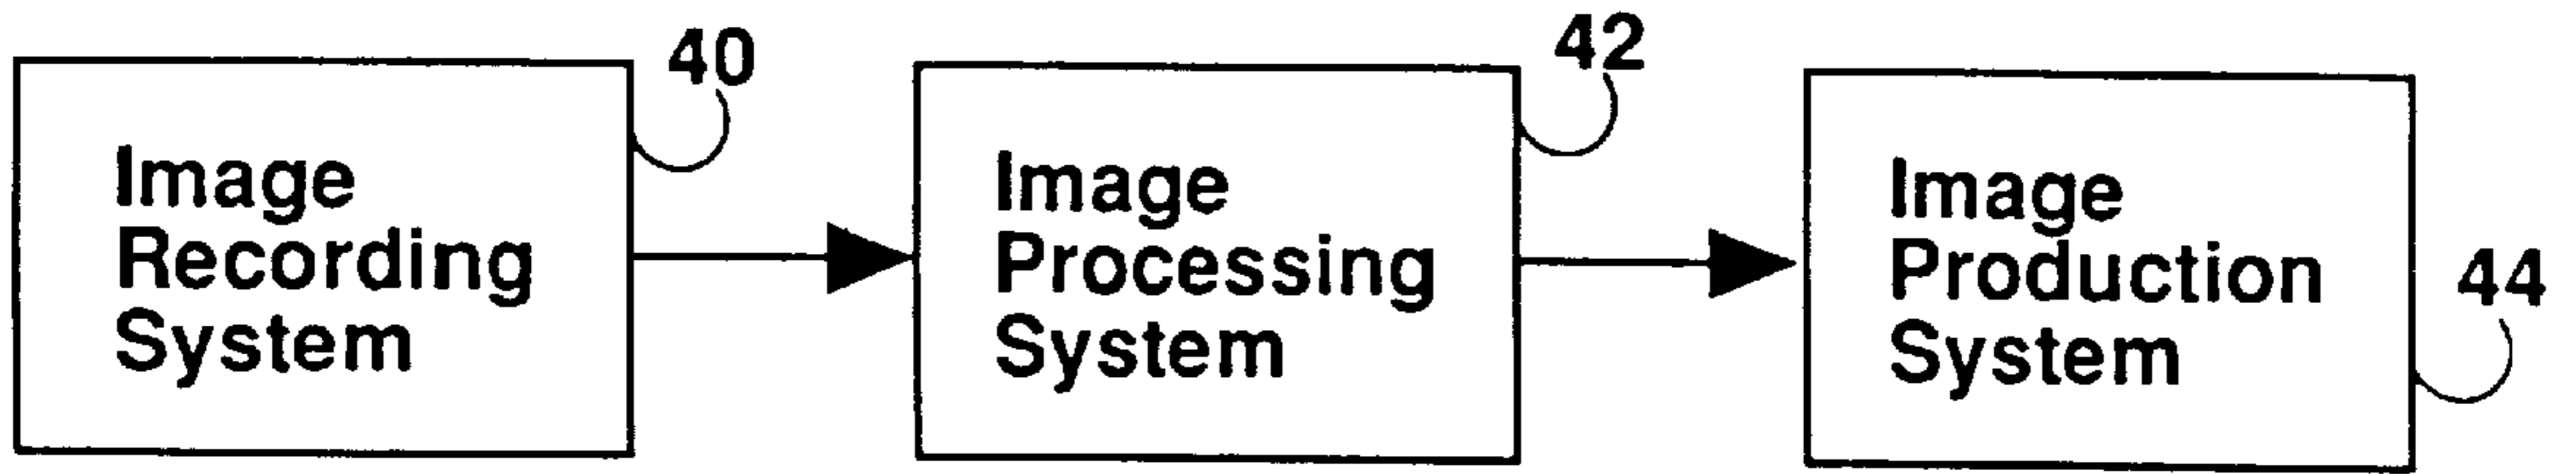 40
Image
Recording
System
42
Image
Processing
System
Image
Production
System
44